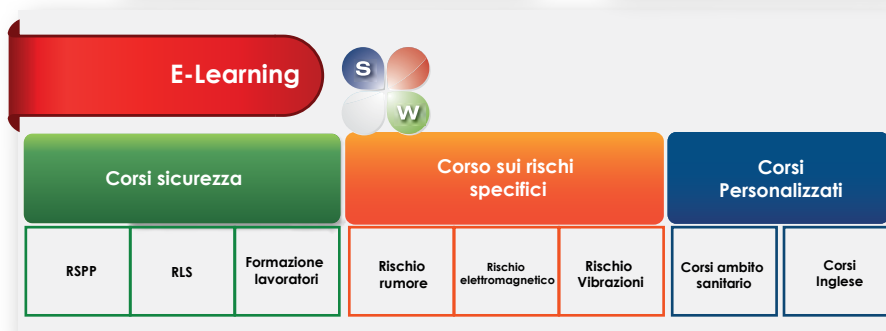 E-Learning
S
W
Corsi sicurezza
Corso sui rischi
specifici
Corsi
Personalizzati
RSPP
RLS
Formazione
lavoratori
Rischio
rumore
Rischio
elettromagnetico
Rischio
Vibrazioni
Corsi ambito
sanitario
Corsi
Inglese